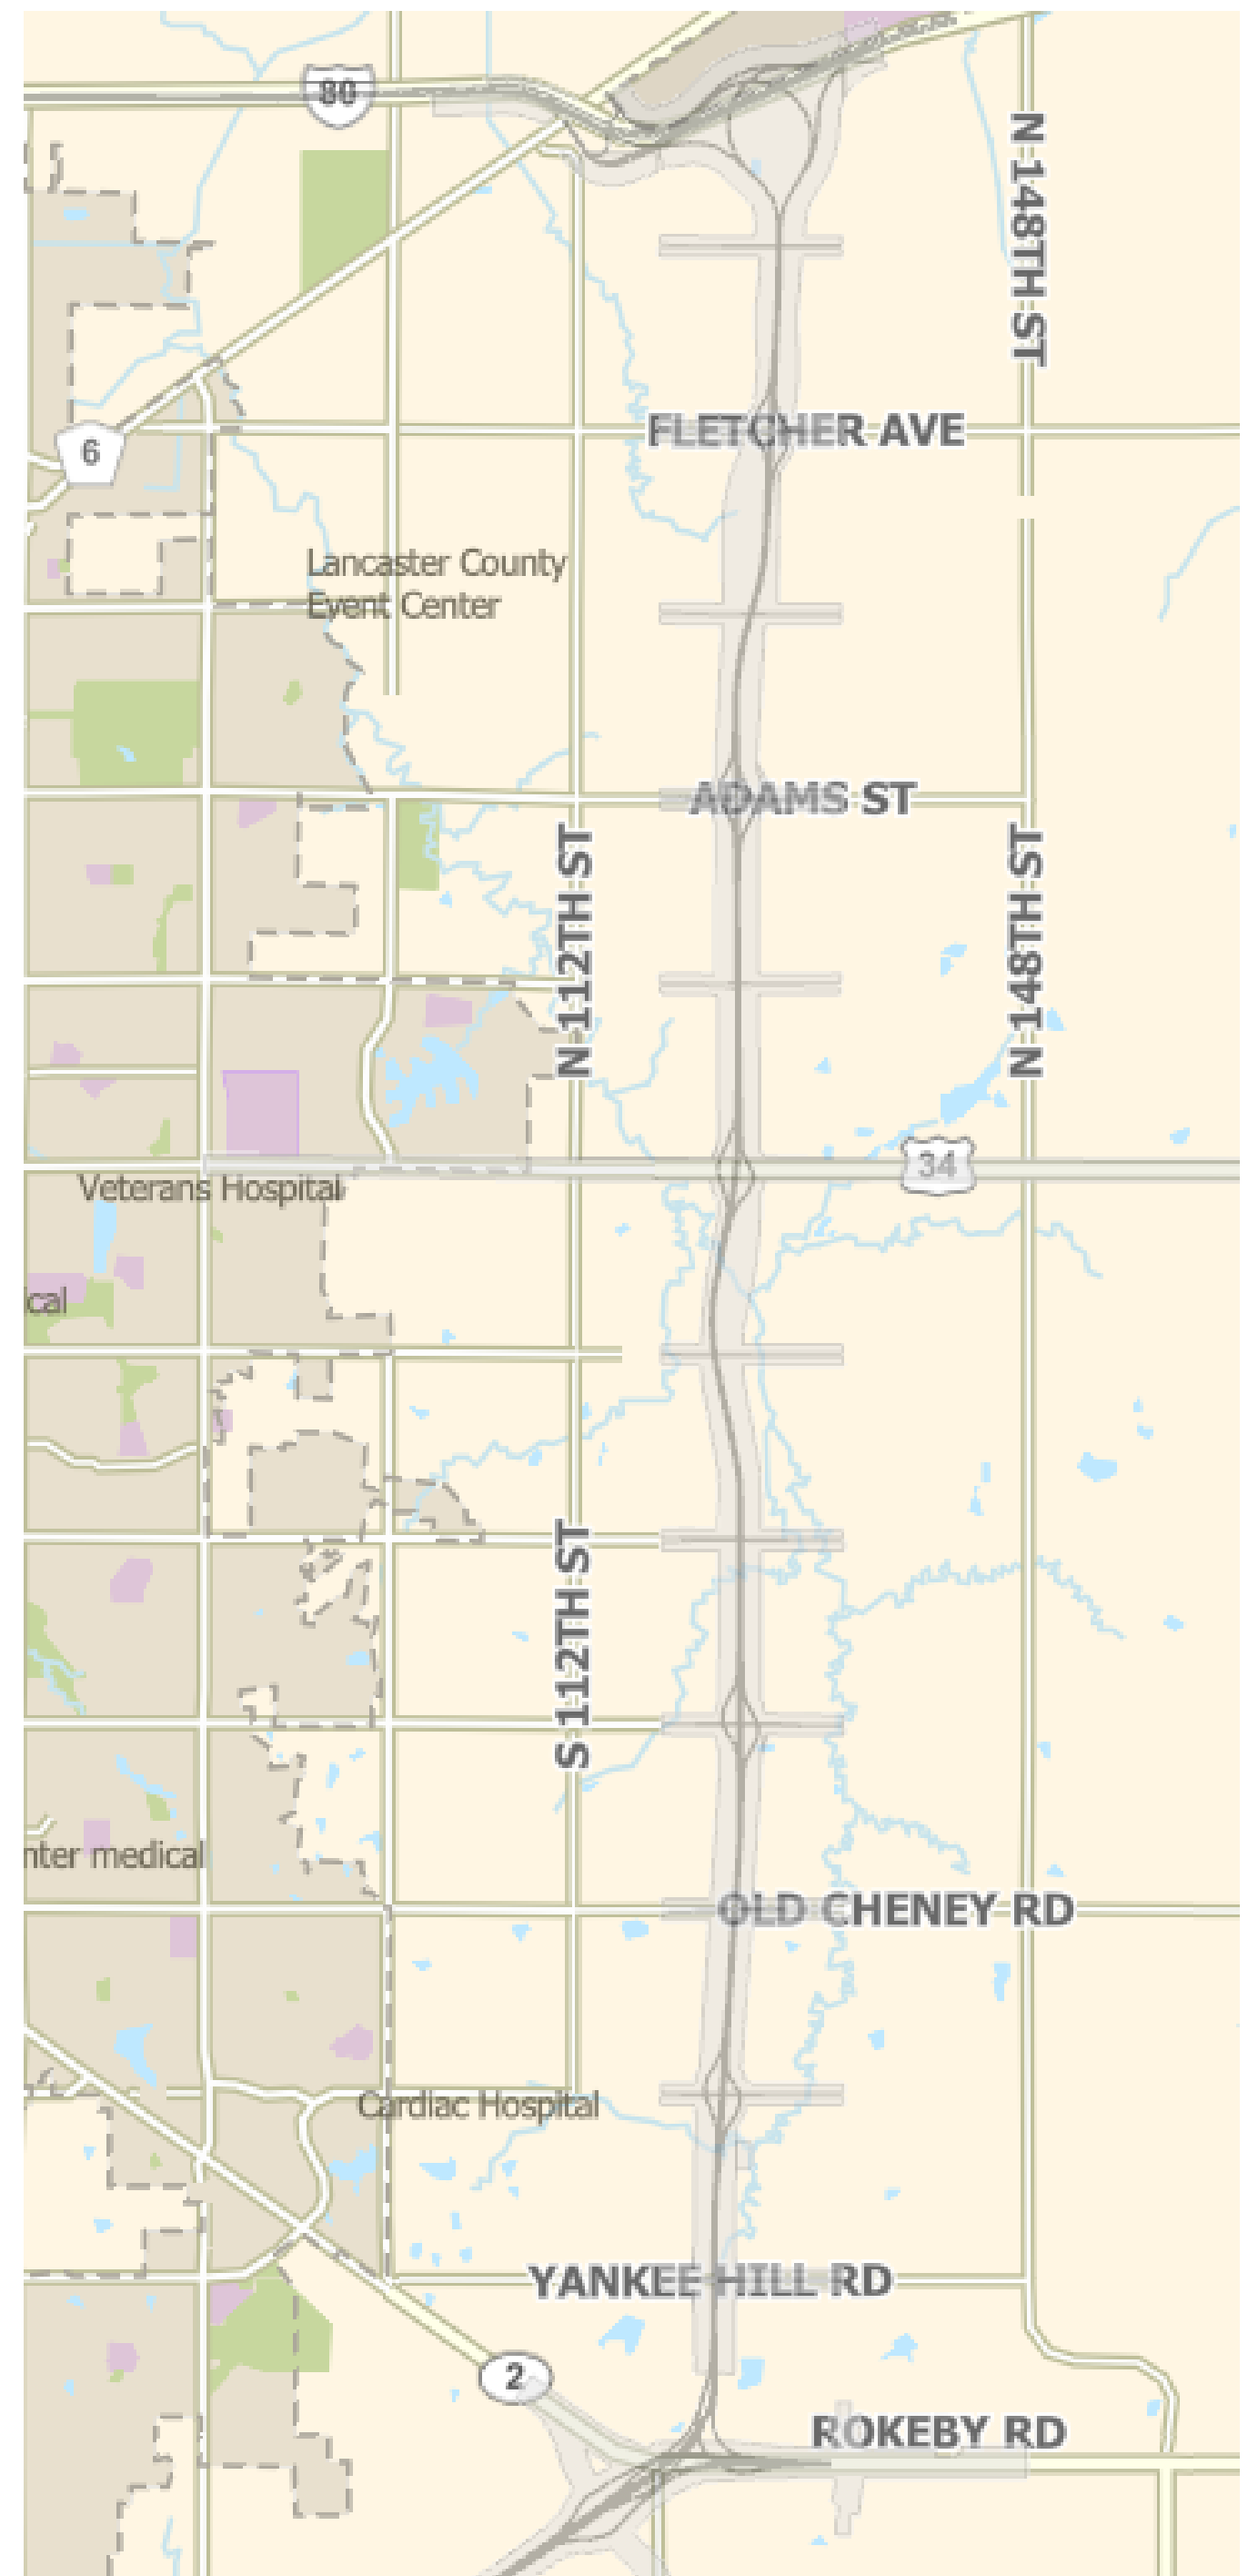 80
N 148TH ST
FLETCHER AVE
6
Lancaster County
Event Center
ADAMS ST
N 112TH ST
N 148TH ST
34
Veterans Hospital
ical
S 112TH ST
nter medical
OLD CHENEY RD
Cardiac Hospital
YANKEE HILL RD
2
ROKEBY RD